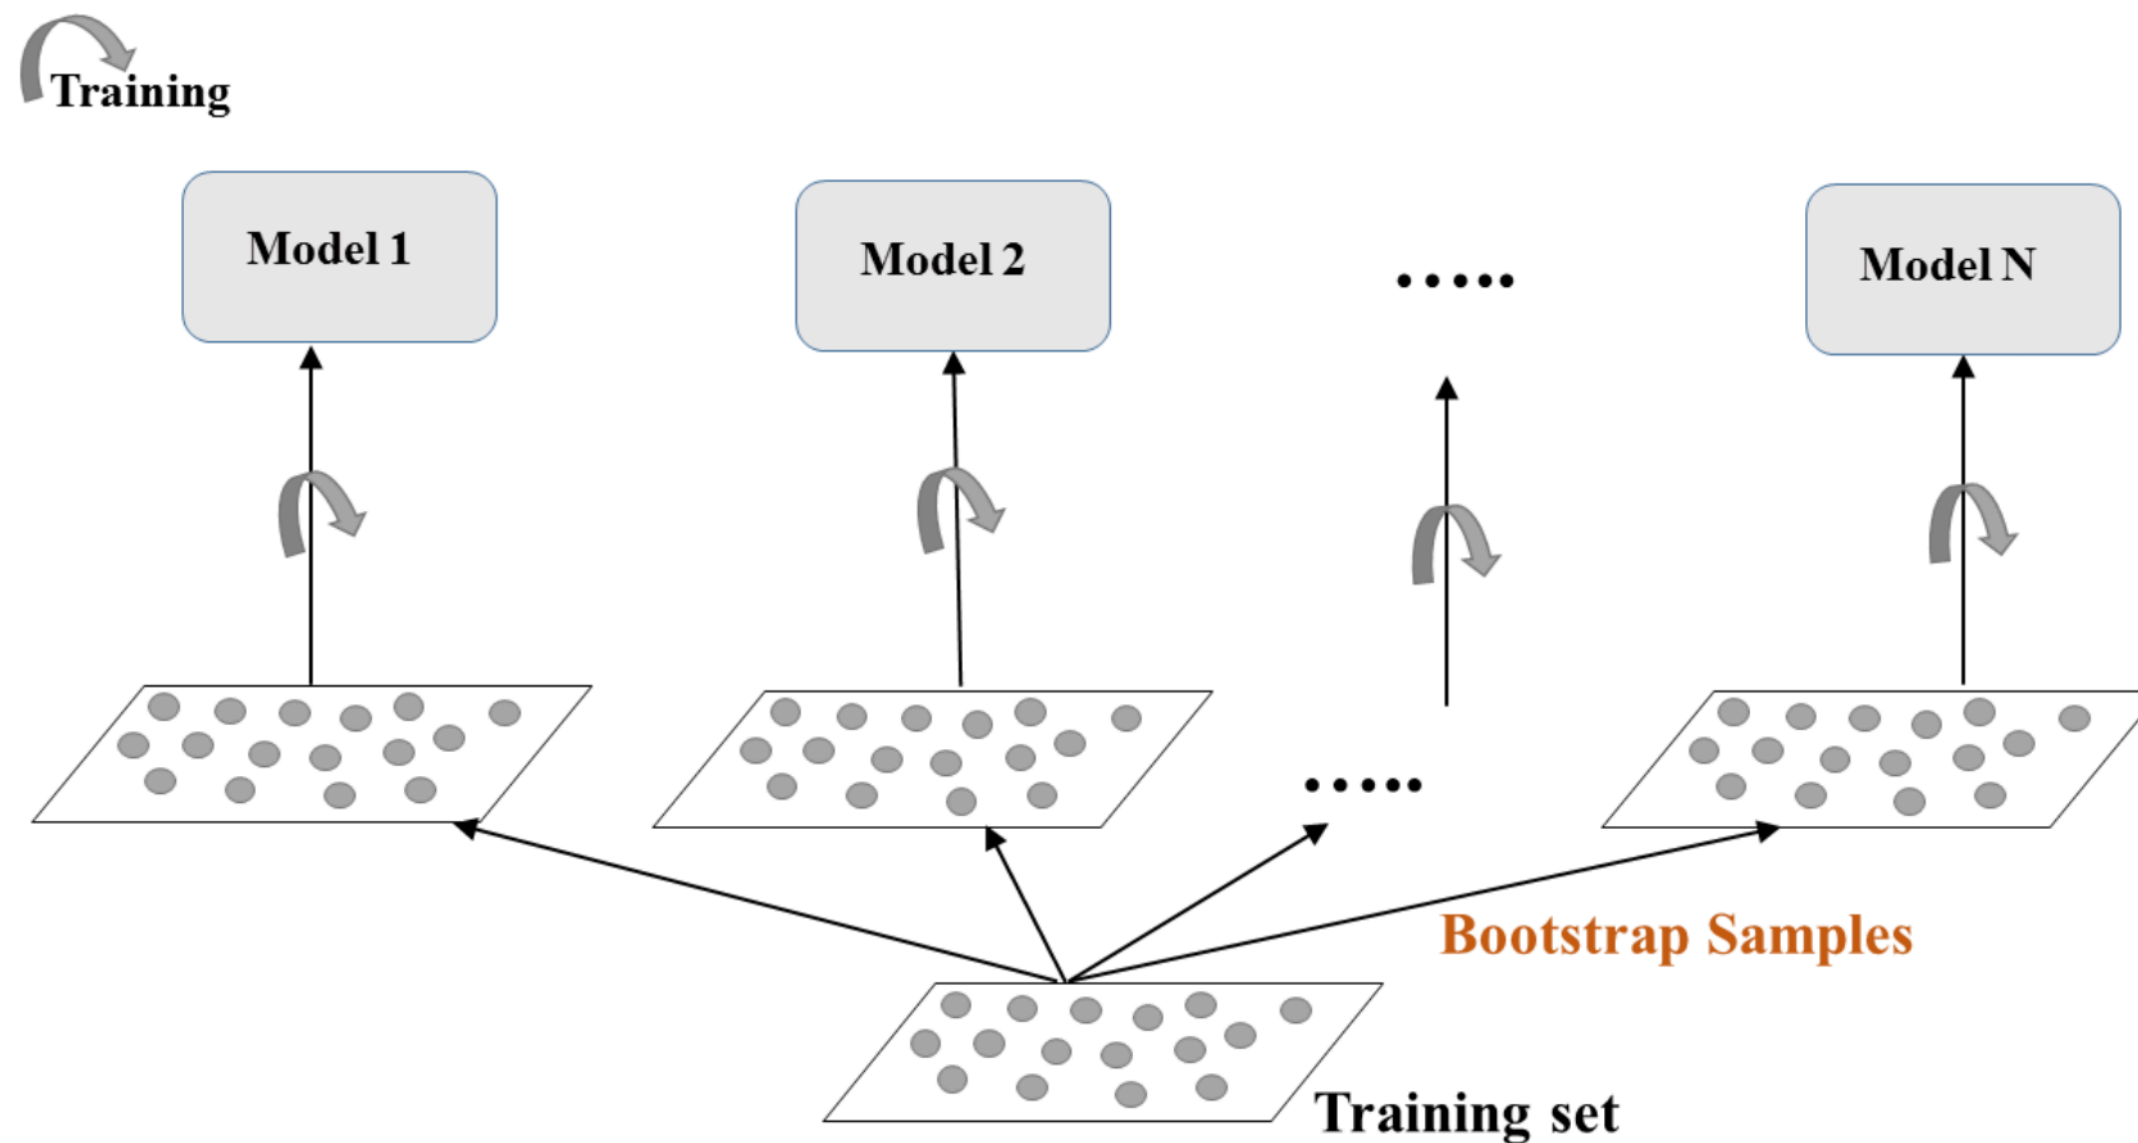 Training
Model 1
Model 2
.....
Model N
.....
Bootstrap Samples
Training set